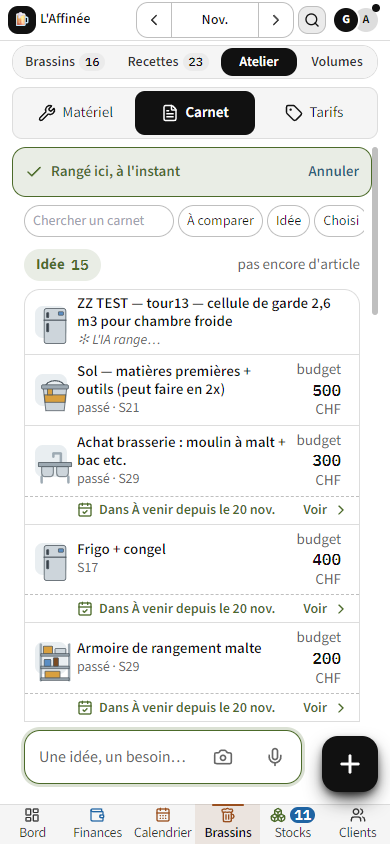 L'Affinée
Nov.
G
A
Brassins 16
Recettes 23
Atelier
Volumes
Matériel
Carnet
Tarifs
Rangé ici, à l'instant
Annuler
Chercher un carnet
À comparer
Idée
Choisi
Idée 15
pas encore d'article
ZZ TEST — tour13 — cellule de garde 2,6
m3 pour chambre froide
L'IA range…
Sol — matières premières +
outils (peut faire en 2x)
passé · S21
budget
500
CHF
Achat brasserie : moulin à malt +
bac etc.
passé · S29
budget
300
CHF
Dans À venir depuis le 20 nov.
Voir
Frigo + congel
S17
budget
400
CHF
Dans À venir depuis le 20 nov.
Voir
Armoire de rangement malte
passé · S29
budget
200
CHF
Dans À venir depuis le 20 nov.
Voir
Une idée, un besoin…
Bord
Finances
Calendrier
Brassins
11
Stocks
Clients